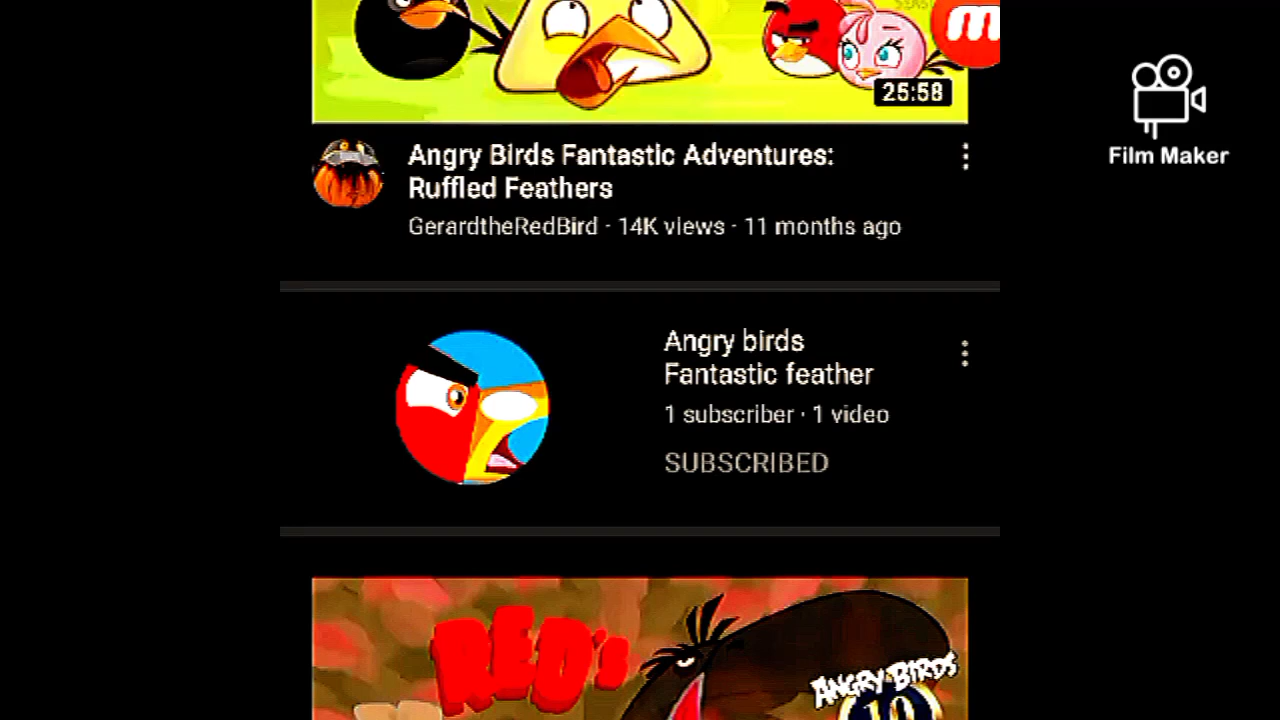 25:58
Film Maker
Angry Birds Fantastic Adventures:
Ruffled Feathers
GerardtheRedBird · 14K views · 11 months ago
Angry birds
Fantastic feather
1 subscriber · 1 video
SUBSCRIBED
RED's
ANGRY BIRDS
10